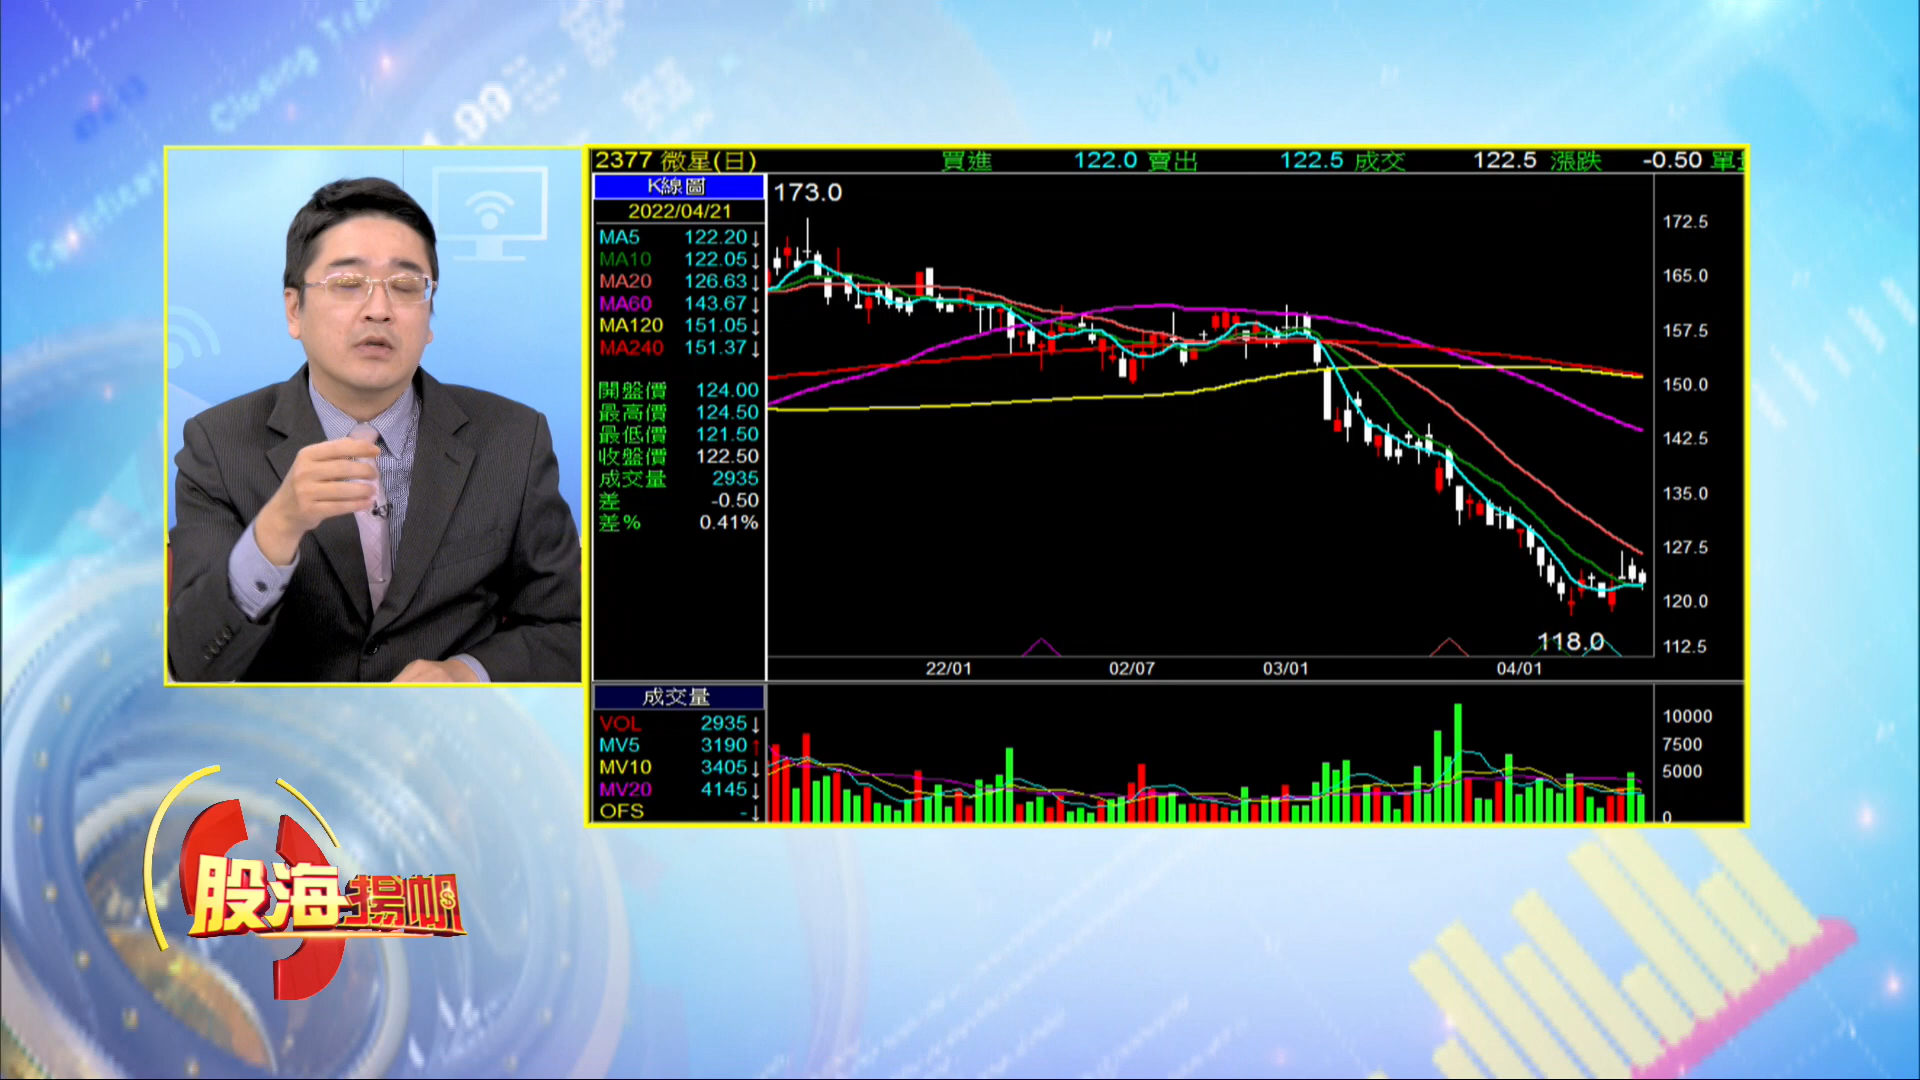 2377 微星(日) 買進 122.0 賣出 122.5 成交 122.5 漲跌 -0.50 單
K線圖
2022/04/21
MA5 122.20↓
MA10 122.05↓
MA20 126.63↓
MA60 143.67↓
MA120 151.05↓
MA240 151.37↓
開盤價 124.00
最高價 124.50
最低價 121.50
收盤價 122.50
成交量 2935
差 -0.50
差% 0.41%
173.0
118.0
172.5
165.0
157.5
150.0
142.5
135.0
127.5
120.0
112.5
22/01 02/07 03/01 04/01
成交量
VOL 2935↓
MV5 3190↑
MV10 3405↓
MV20 4145↓
OFS -↓
10000
7500
5000
0
股海揚帆